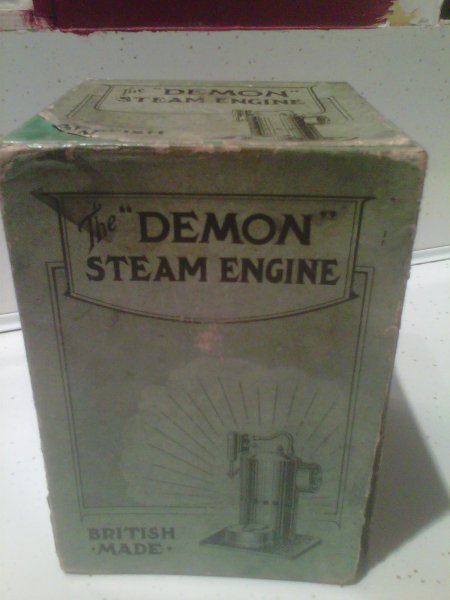 The "DEMON"
STEAM ENGINE
The "DEMON"
STEAM ENGINE
BRITISH
·MADE·